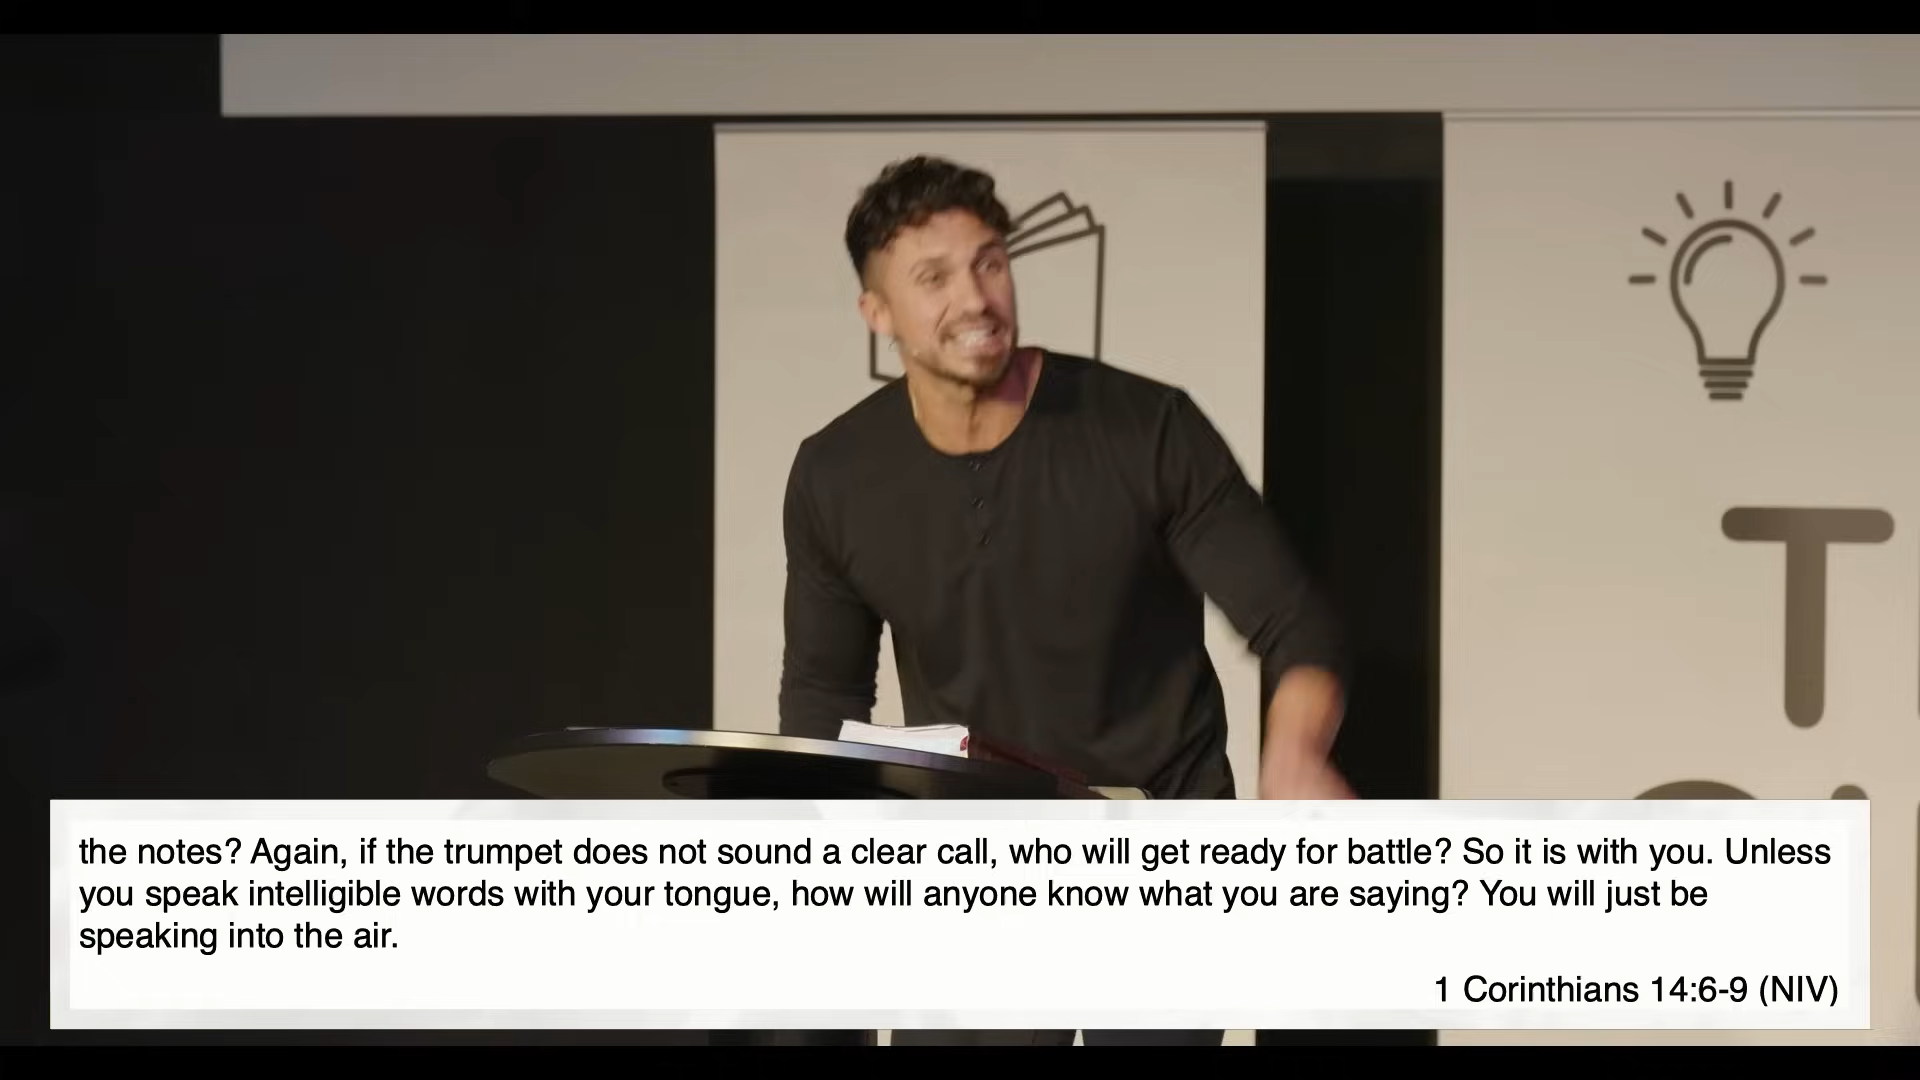 T
the notes? Again, if the trumpet does not sound a clear call, who will get ready for battle? So it is with you. Unless
you speak intelligible words with your tongue, how will anyone know what you are saying? You will just be
speaking into the air.
1 Corinthians 14:6-9 (NIV)